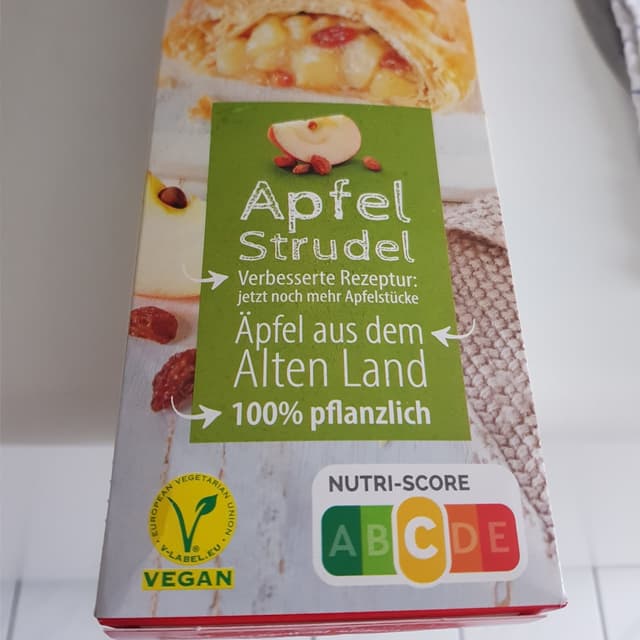 Apfel
Strudel
Verbesserte Rezeptur:
jetzt noch mehr Apfelstücke
Äpfel aus dem
Alten Land
100% pflanzlich
EUROPEAN VEGETARIAN UNION
V-LABEL.EU
VEGAN
NUTRI-SCORE
A B C D E